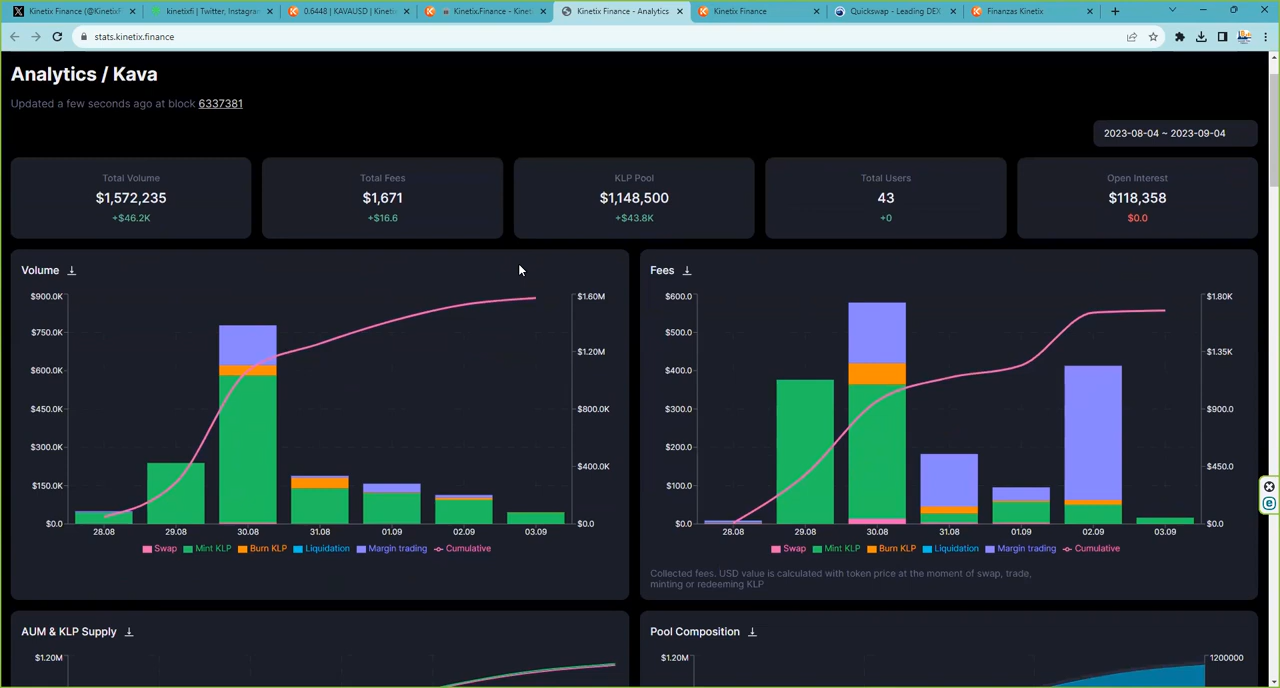 Kinetix Finance (@KinetixF
kinetixfi | Twitter, Instagram
0.6448 | KAVAUSD | Kineti
Kinetix.Finance - Kinet
Kinetix Finance - Analytics
Kinetix Finance
Quickswap - Leading DEX
Finanzas Kinetix
stats.kinetix.finance
Analytics / Kava
Updated a few seconds ago at block 6337381
2023-08-04 ~ 2023-09-04
Total Volume
$1,572,235
+$46.2K
Total Fees
$1,671
+$16.6
KLP Pool
$1,148,500
+$43.8K
Total Users
43
+0
Open Interest
$118,358
$0.0
Volume
$900.0K
$750.0K
$600.0K
$450.0K
$300.0K
$150.0K
$0.0
$1.60M
$1.20M
$800.0K
$400.0K
$0.0
28.08 29.08 30.08 31.08 01.09 02.09 03.09
Swap Mint KLP Burn KLP Liquidation Margin trading Cumulative
Fees
$600.0
$500.0
$400.0
$300.0
$200.0
$100.0
$0.0
$1.80K
$1.35K
$900.0
$450.0
$0.0
28.08 29.08 30.08 31.08 01.09 02.09 03.09
Swap Mint KLP Burn KLP Liquidation Margin trading Cumulative
Collected fees. USD value is calculated with token price at the moment of swap, trade,
minting or redeeming KLP
AUM & KLP Supply
$1.20M
Pool Composition
$1.20M
1200000